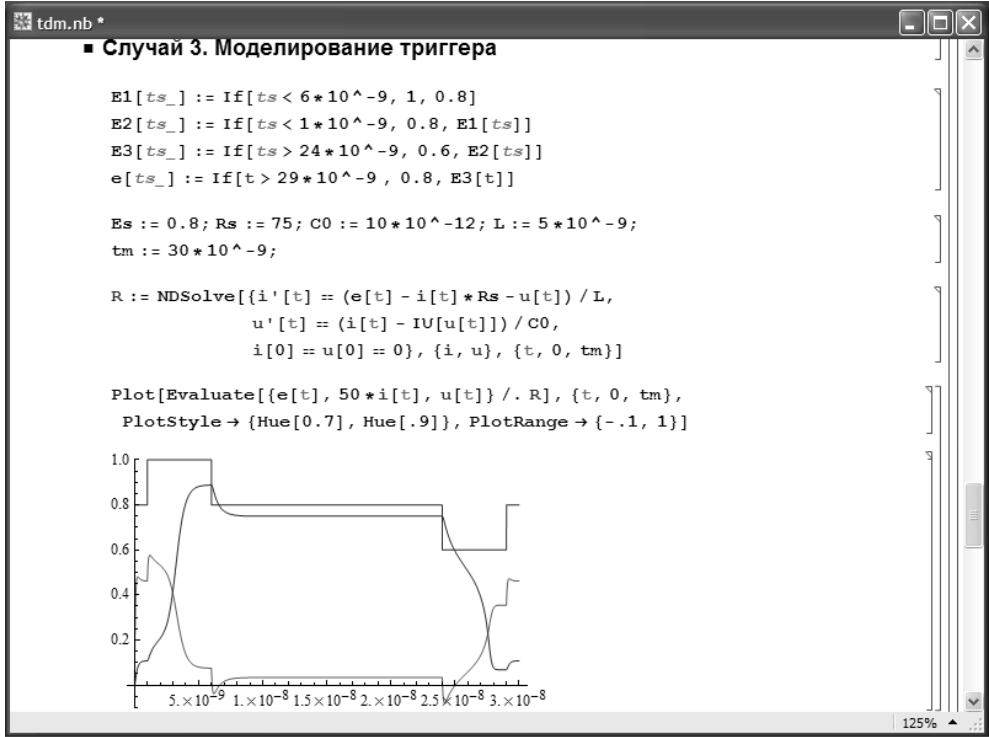 tdm.nb *
Случай 3. Моделирование триггера
E1[ts_] := If[ts < 6*10^-9, 1, 0.8]
E2[ts_] := If[ts < 1*10^-9, 0.8, E1[ts]]
E3[ts_] := If[ts > 24*10^-9, 0.6, E2[ts]]
e[ts_] := If[t > 29*10^-9 , 0.8, E3[t]]
Es := 0.8; Rs := 75; C0 := 10*10^-12; L := 5*10^-9;
tm := 30*10^-9;
R := NDSolve[{i'[t] == (e[t] - i[t]*Rs - u[t]) / L,
u'[t] == (i[t] - IU[u[t]]) / C0,
i[0] == u[0] == 0}, {i, u}, {t, 0, tm}]
Plot[Evaluate[{e[t], 50*i[t], u[t]} /. R], {t, 0, tm},
PlotStyle → {Hue[0.7], Hue[.9]}, PlotRange → {-.1, 1}]
1.0
0.8
0.6
0.4
0.2
5.×10⁻⁹ 1.×10⁻⁸ 1.5×10⁻⁸ 2.×10⁻⁸ 2.5×10⁻⁸ 3.×10⁻⁸
125%